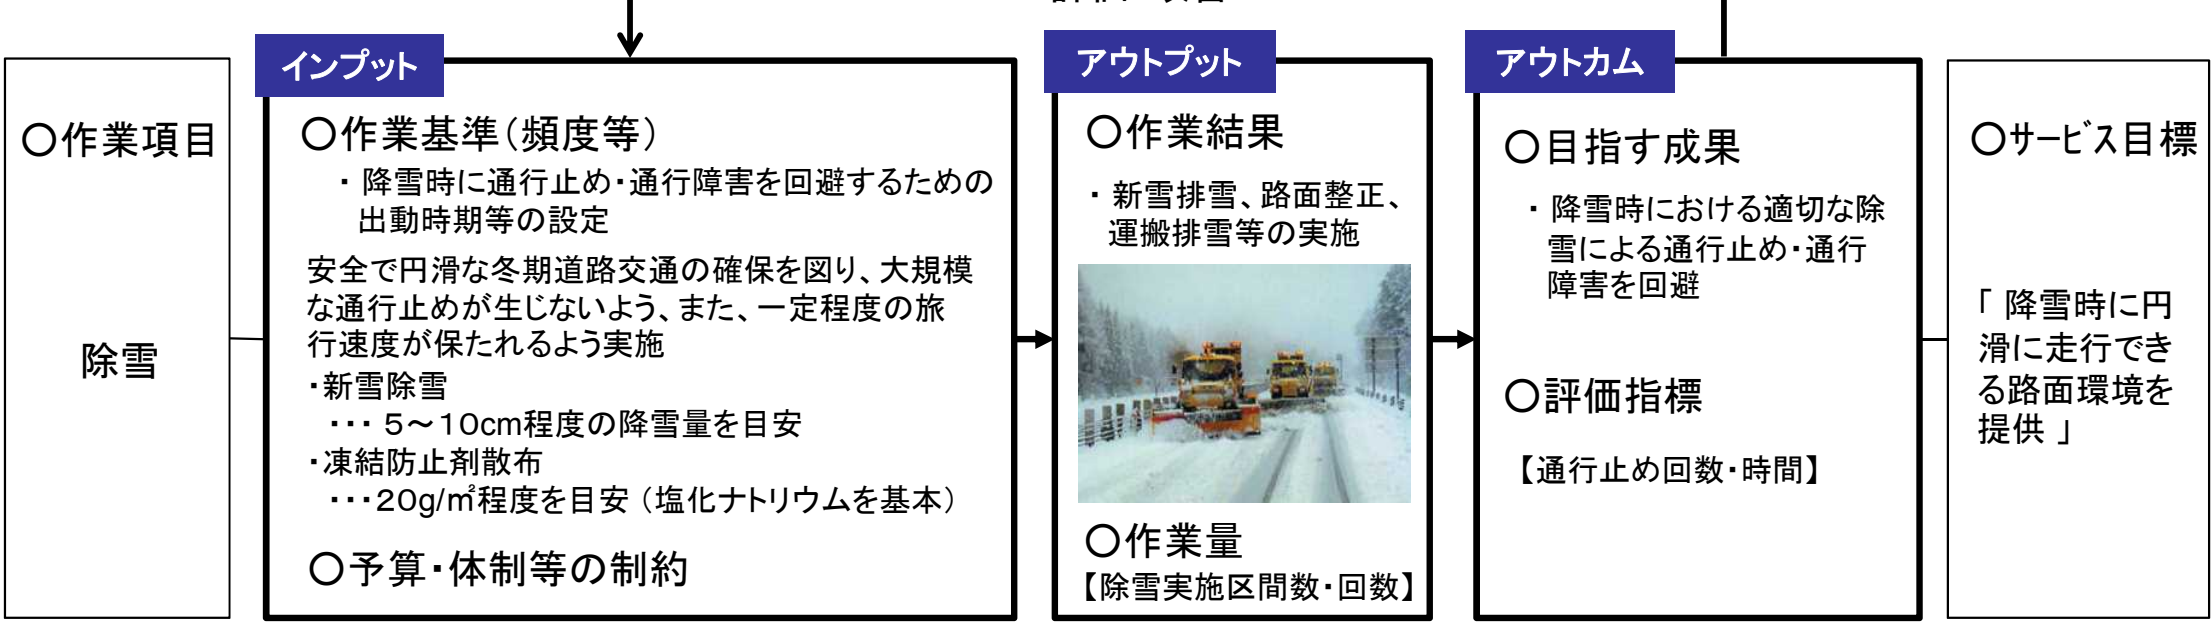 ○作業項目
除雪
インプット
○作業基準(頻度等)
・降雪時に通行止め・通行障害を回避するための
出動時期等の設定
安全で円滑な冬期道路交通の確保を図り、大規模
な通行止めが生じないよう、また、一定程度の旅
行速度が保たれるよう実施
・新雪除雪
・・・ 5～10cm程度の降雪量を目安
・凍結防止剤散布
・・・20g/㎡程度を目安(塩化ナトリウムを基本)
○予算・体制等の制約
アウトプット
○作業結果
・新雪排雪、路面整正、
運搬排雪等の実施
○作業量
【除雪実施区間数・回数】
アウトカム
○目指す成果
・降雪時における適切な除
雪による通行止め・通行
障害を回避
○評価指標
【通行止め回数・時間】
○サービス目標
「 降雪時に円
滑に走行でき
る路面環境を
提供 」